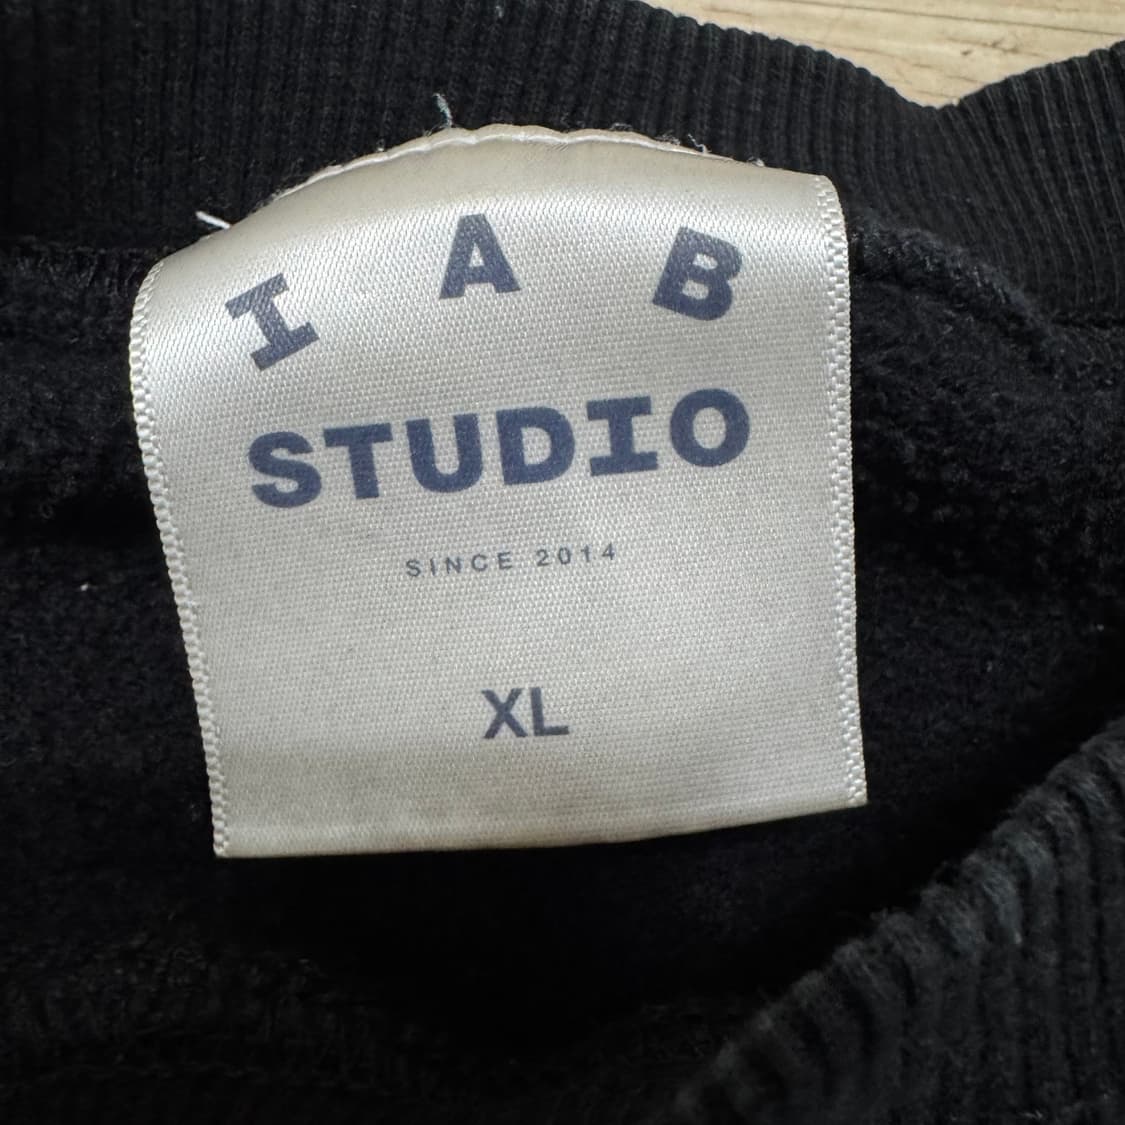 I A B
STUDIO
SINCE 2014
XL